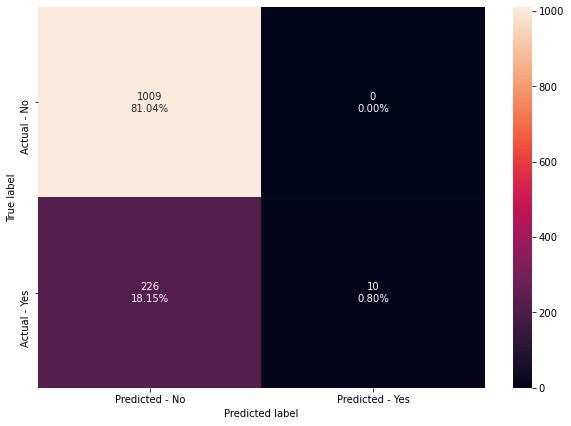 1009
81.04%
0
0.00%
226
18.15%
10
0.80%
Actual - No
Actual - Yes
True label
Predicted - No
Predicted - Yes
Predicted label
1000
800
600
400
200
0